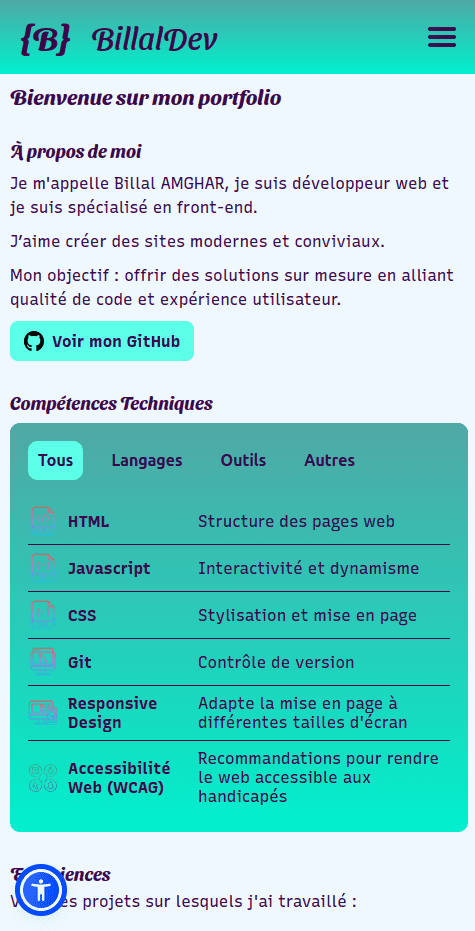 {B} BillalDev
Bienvenue sur mon portfolio
À propos de moi
Je m'appelle Billal AMGHAR, je suis développeur web et
je suis spécialisé en front-end.
J’aime créer des sites modernes et conviviaux.
Mon objectif : offrir des solutions sur mesure en alliant
qualité de code et expérience utilisateur.
Voir mon GitHub
Compétences Techniques
Tous Langages Outils Autres
HTML Structure des pages web
Javascript Interactivité et dynamisme
CSS Stylisation et mise en page
Git Contrôle de version
Responsive Design
Adapte la mise en page à
différentes tailles d'écran
Accessibilité
Web (WCAG)
Recommandations pour rendre
le web accessible aux
handicapés
projets sur lesquels j'ai travaillé :